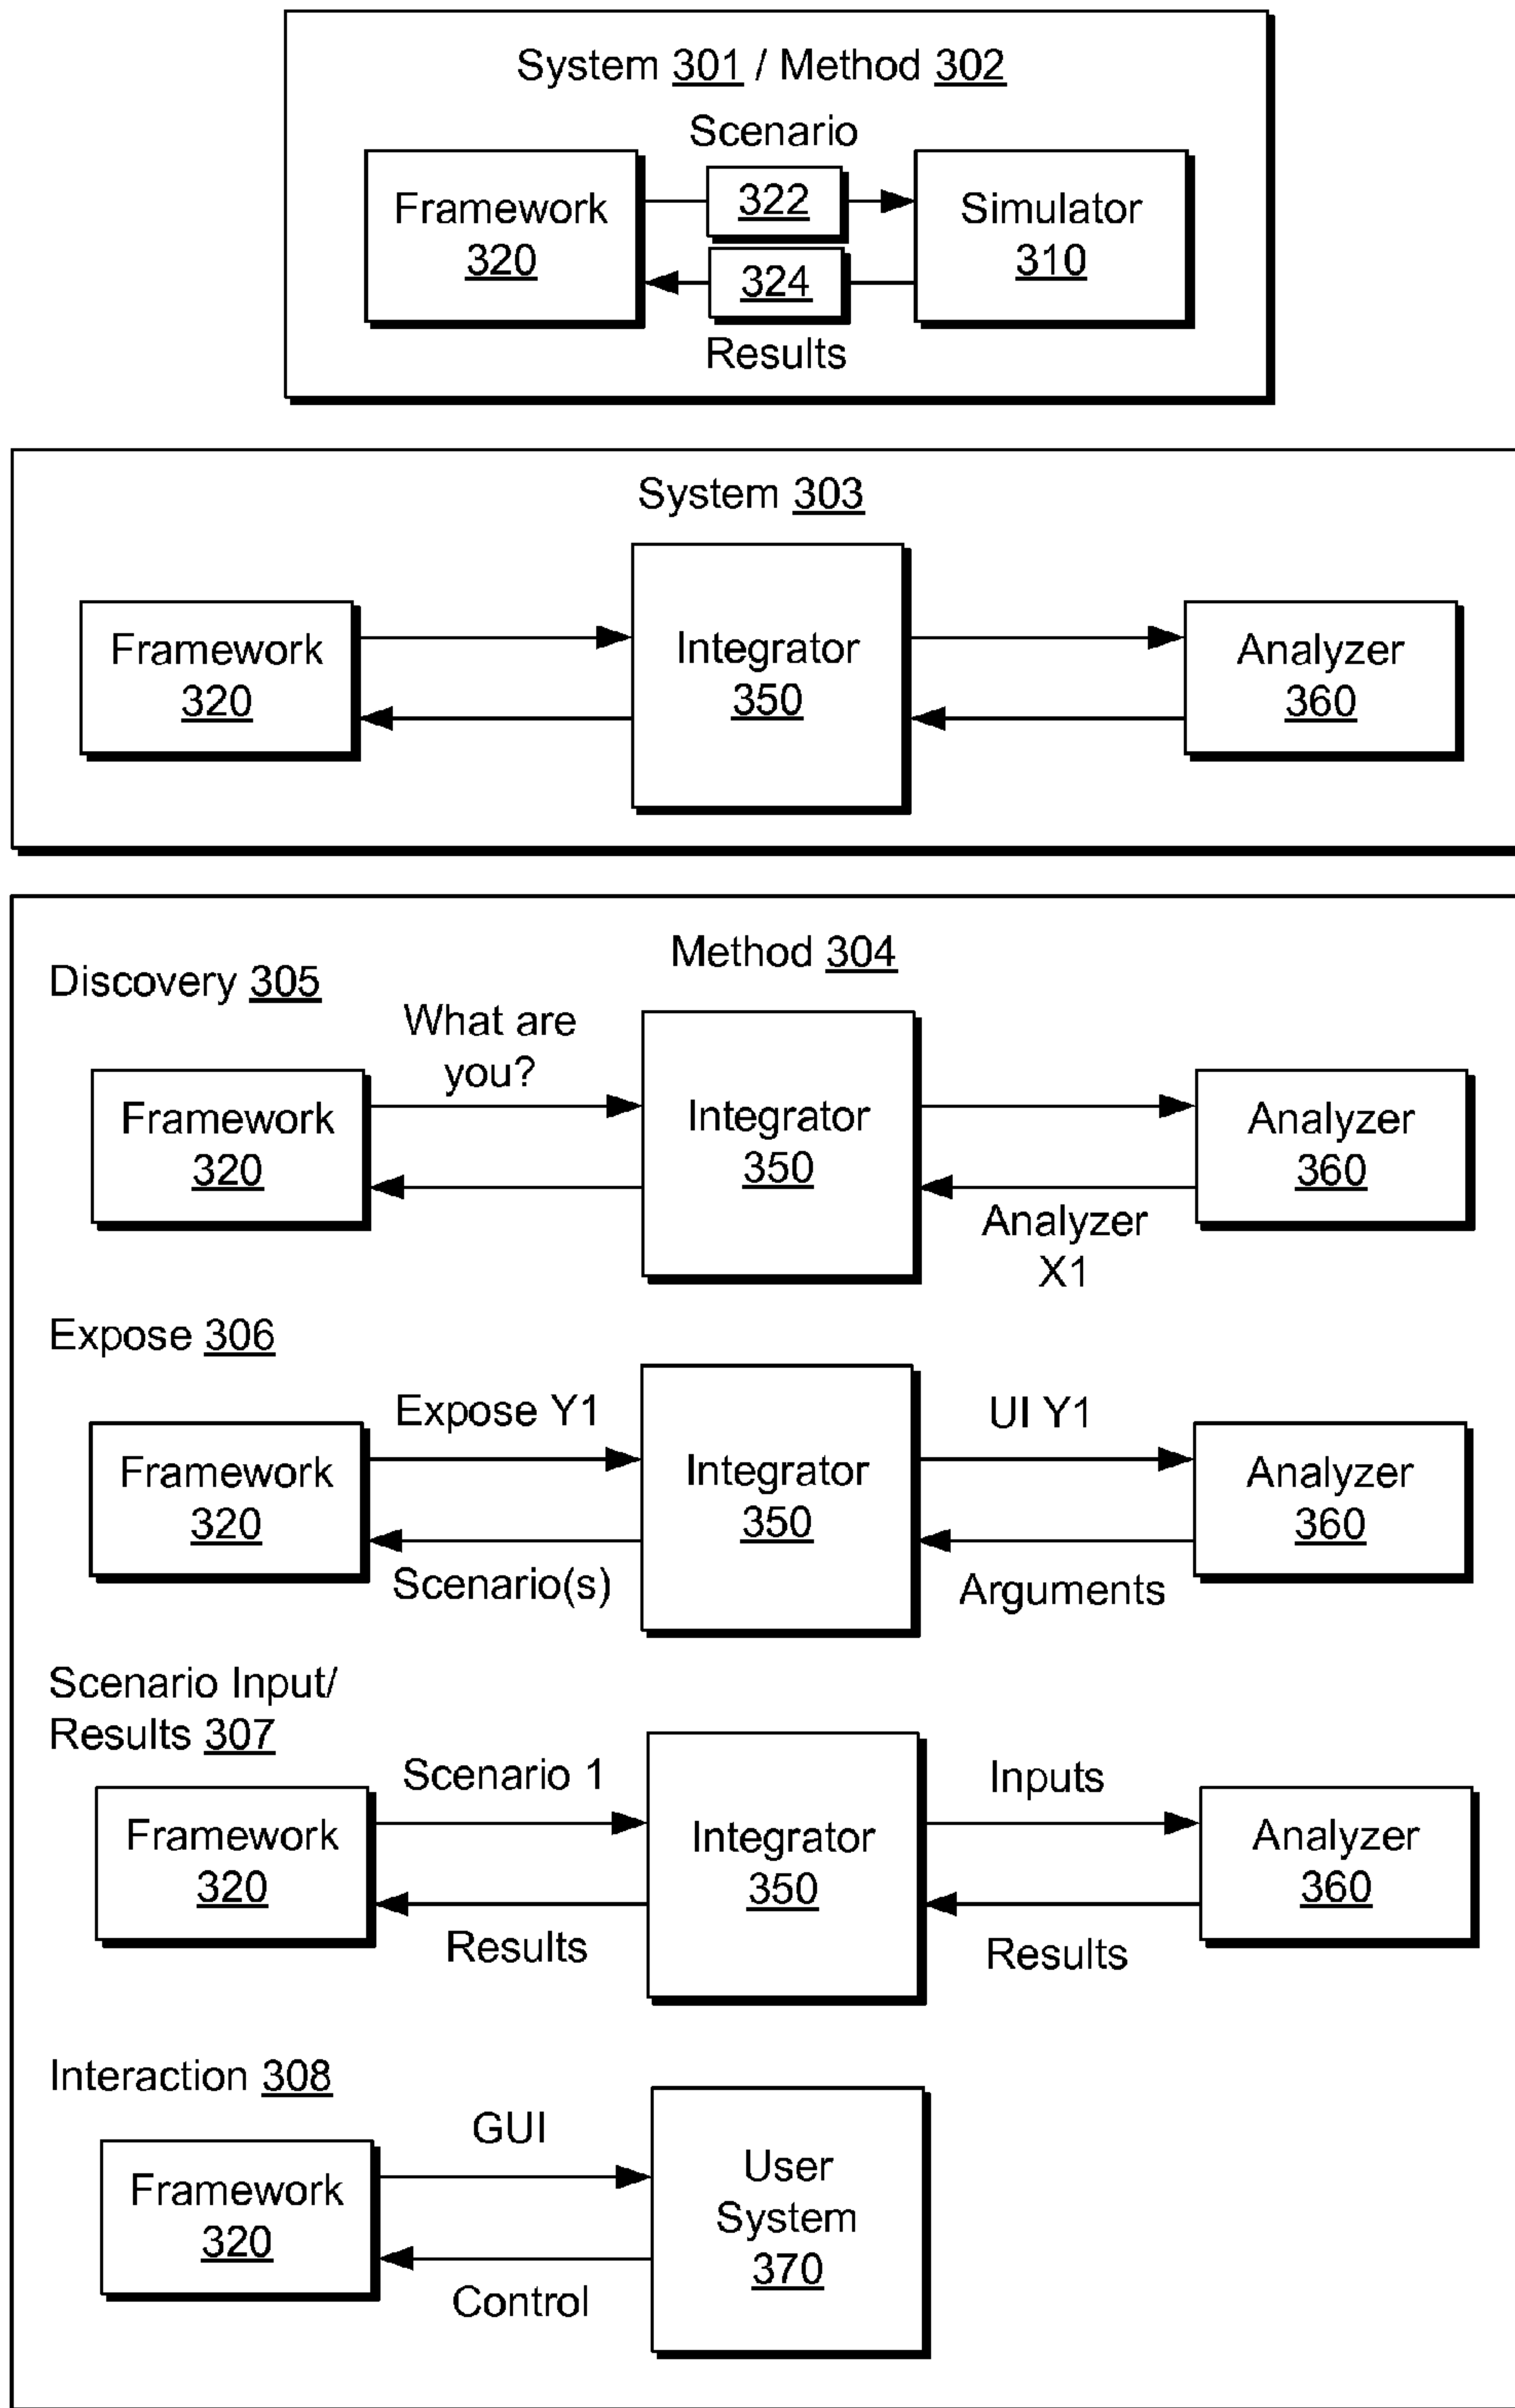 System 301 / Method 302
Scenario
Framework
320
322
Simulator
310
324
Results
System 303
Framework
320
Integrator
350
Analyzer
360
Method 304
Discovery 305
What are
you?
Framework
320
Integrator
350
Analyzer
360
Analyzer
X1
Expose 306
Expose Y1
UI Y1
Framework
320
Integrator
350
Analyzer
360
Scenario(s)
Arguments
Scenario Input/
Results 307
Scenario 1
Inputs
Framework
320
Integrator
350
Analyzer
360
Results
Results
Interaction 308
GUI
Framework
320
User
System
370
Control